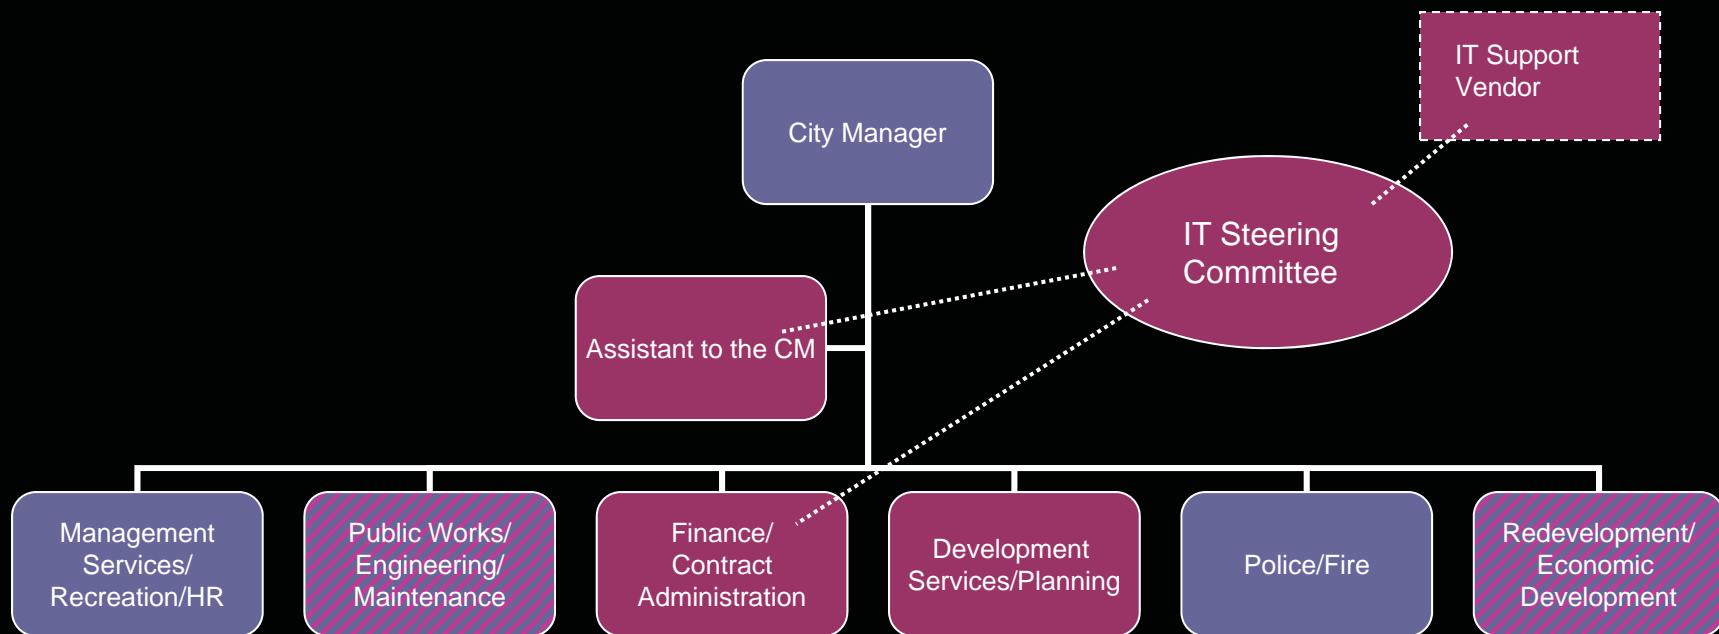 IT Support
Vendor
City Manager
IT Steering
Committee
Assistant to the CM
Management
Services/
Recreation/HR
Public Works/
Engineering/
Maintenance
Finance/
Contract
Administration
Development
Services/Planning
Police/Fire
Redevelopment/
Economic
Development